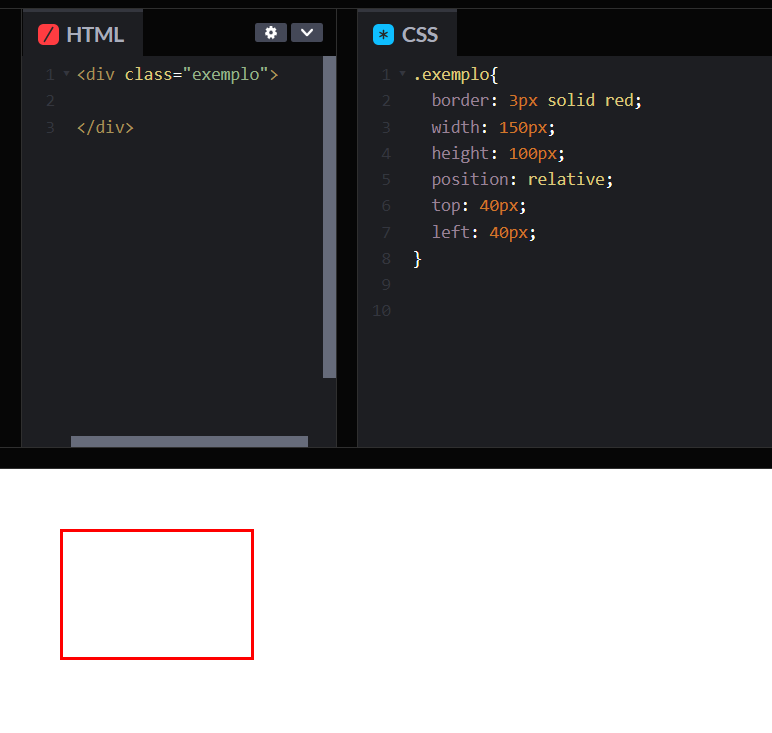 HTML
1 <div class="exemplo">
2
3 </div>
CSS
1 .exemplo{
2 border: 3px solid red;
3 width: 150px;
4 height: 100px;
5 position: relative;
6 top: 40px;
7 left: 40px;
8 }
9
10